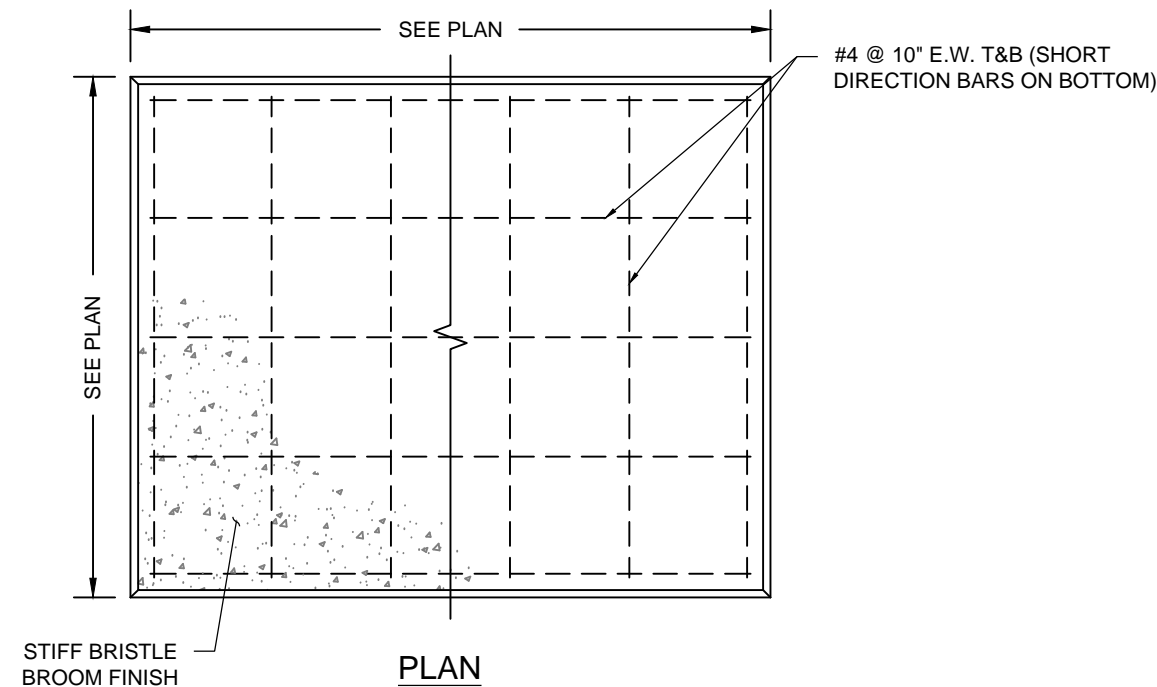 SEE PLAN
#4 @ 10" E.W. T&B (SHORT
DIRECTION BARS ON BOTTOM)
SEE PLAN
STIFF BRISTLE
BROOM FINISH
PLAN